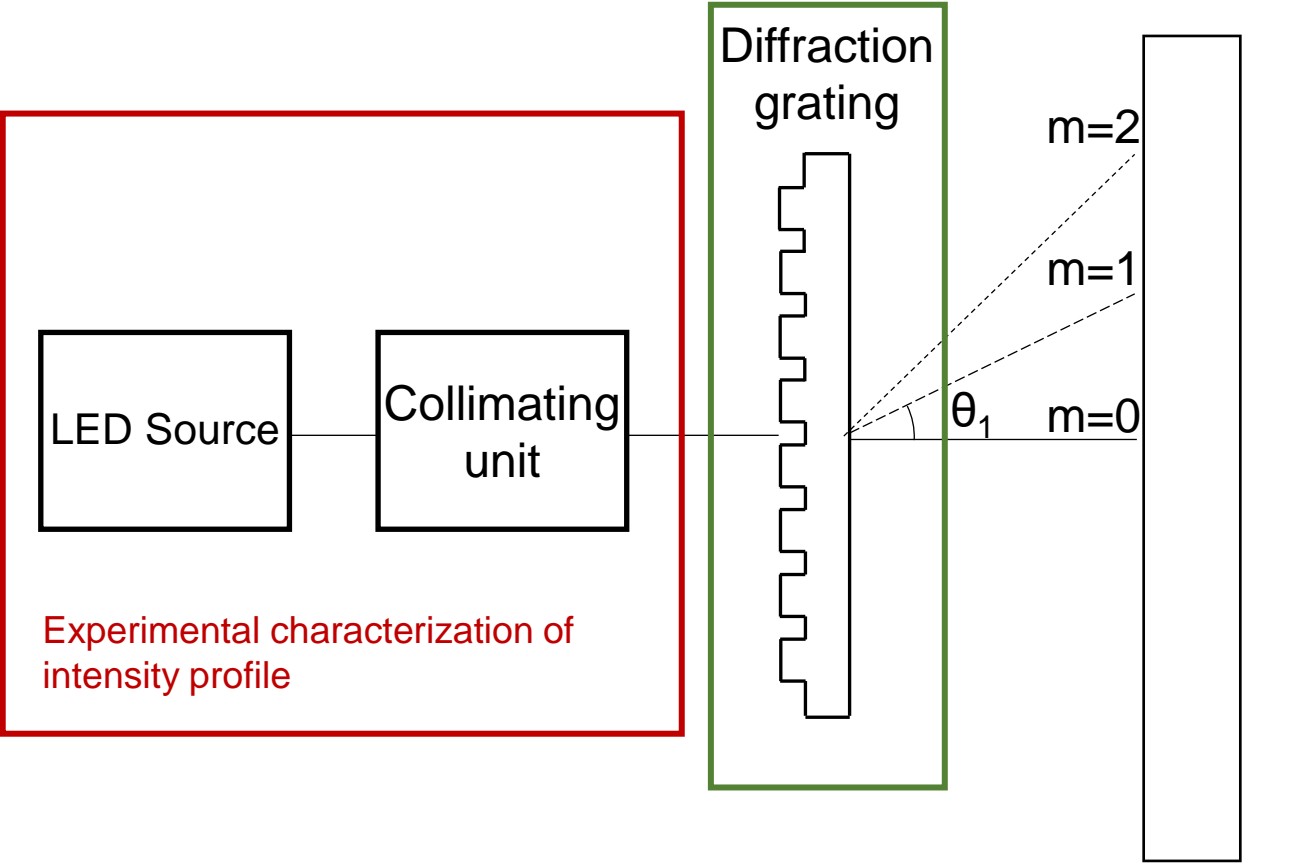 Diffraction
grating
m=2
m=1
m=0
θ₁
LED Source
Collimating
unit
Experimental characterization of
intensity profile